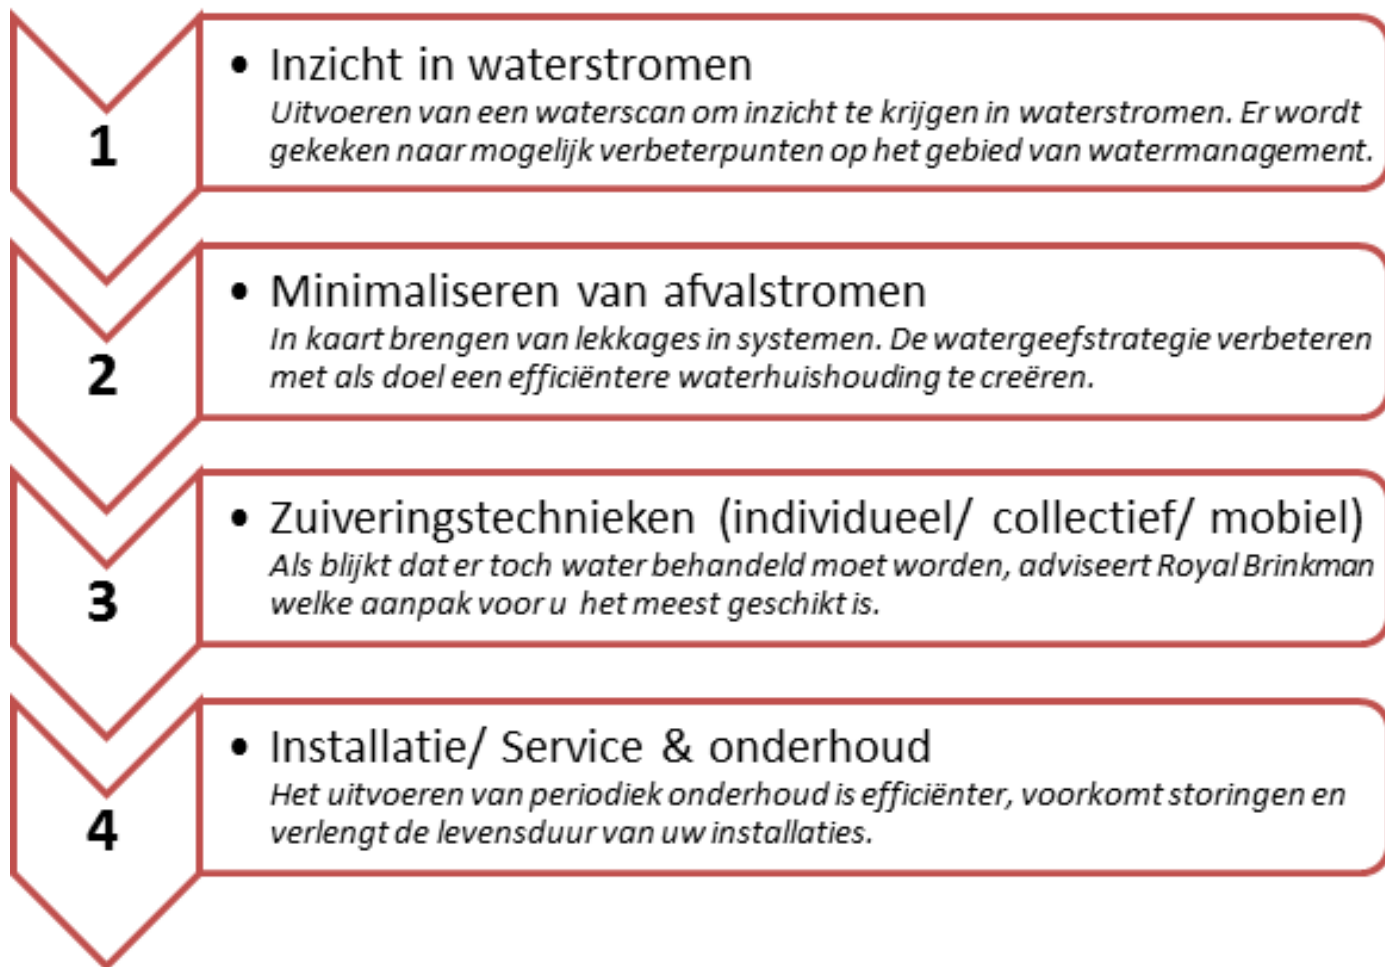 1
• Inzicht in waterstromen
Uitvoeren van een waterscan om inzicht te krijgen in waterstromen. Er wordt
gekeken naar mogelijk verbeterpunten op het gebied van watermanagement.
2
• Minimaliseren van afvalstromen
In kaart brengen van lekkages in systemen. De watergeefstrategie verbeteren
met als doel een efficiëntere waterhuishouding te creëren.
3
• Zuiveringstechnieken (individueel/ collectief/ mobiel)
Als blijkt dat er toch water behandeld moet worden, adviseert Royal Brinkman
welke aanpak voor u het meest geschikt is.
4
• Installatie/ Service & onderhoud
Het uitvoeren van periodiek onderhoud is efficiënter, voorkomt storingen en
verlengt de levensduur van uw installaties.